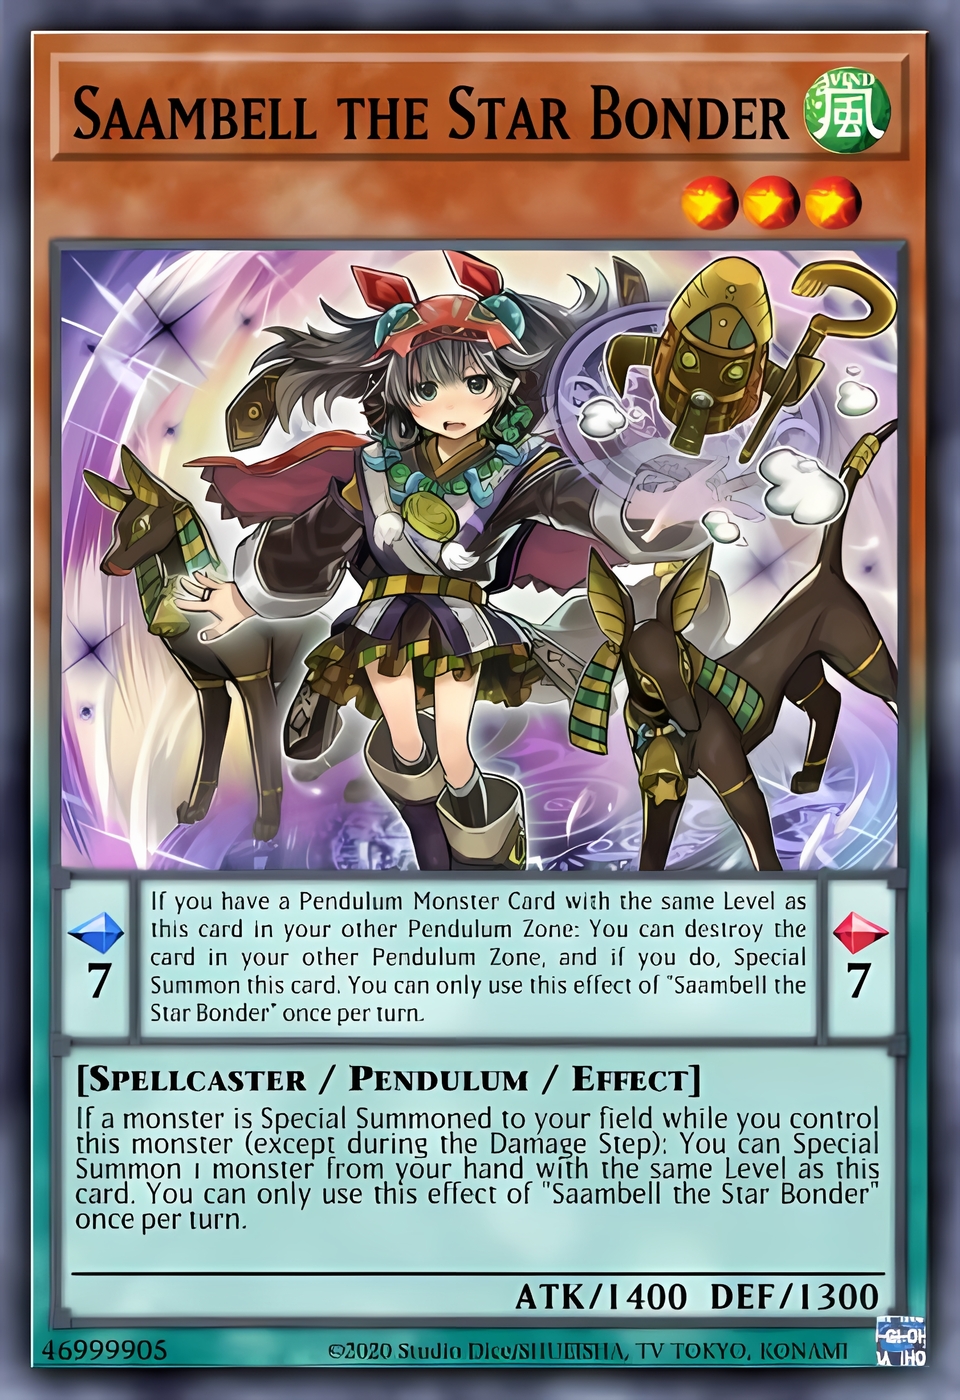 SAAMBELL THE STAR BONDER
WIND
風
If you have a Pendulum Monster Card with the same Level as
this card in your other Pendulum Zone: You can destroy the
card in your other Pendulum Zone, and if you do, Special
Summon this card. You can only use this effect of "Saambell the
Star Bonder" once per turn.
7
7
[SPELLCASTER / PENDULUM / EFFECT]
If a monster is Special Summoned to your field while you control
this monster (except during the Damage Step): You can Special
Summon 1 monster from your hand with the same Level as this
card. You can only use this effect of "Saambell the Star Bonder"
once per turn.
ATK/1400 DEF/1300
46999905
©2020 Studio Dice/SHUEISHA, TV TOKYO, KONAMI